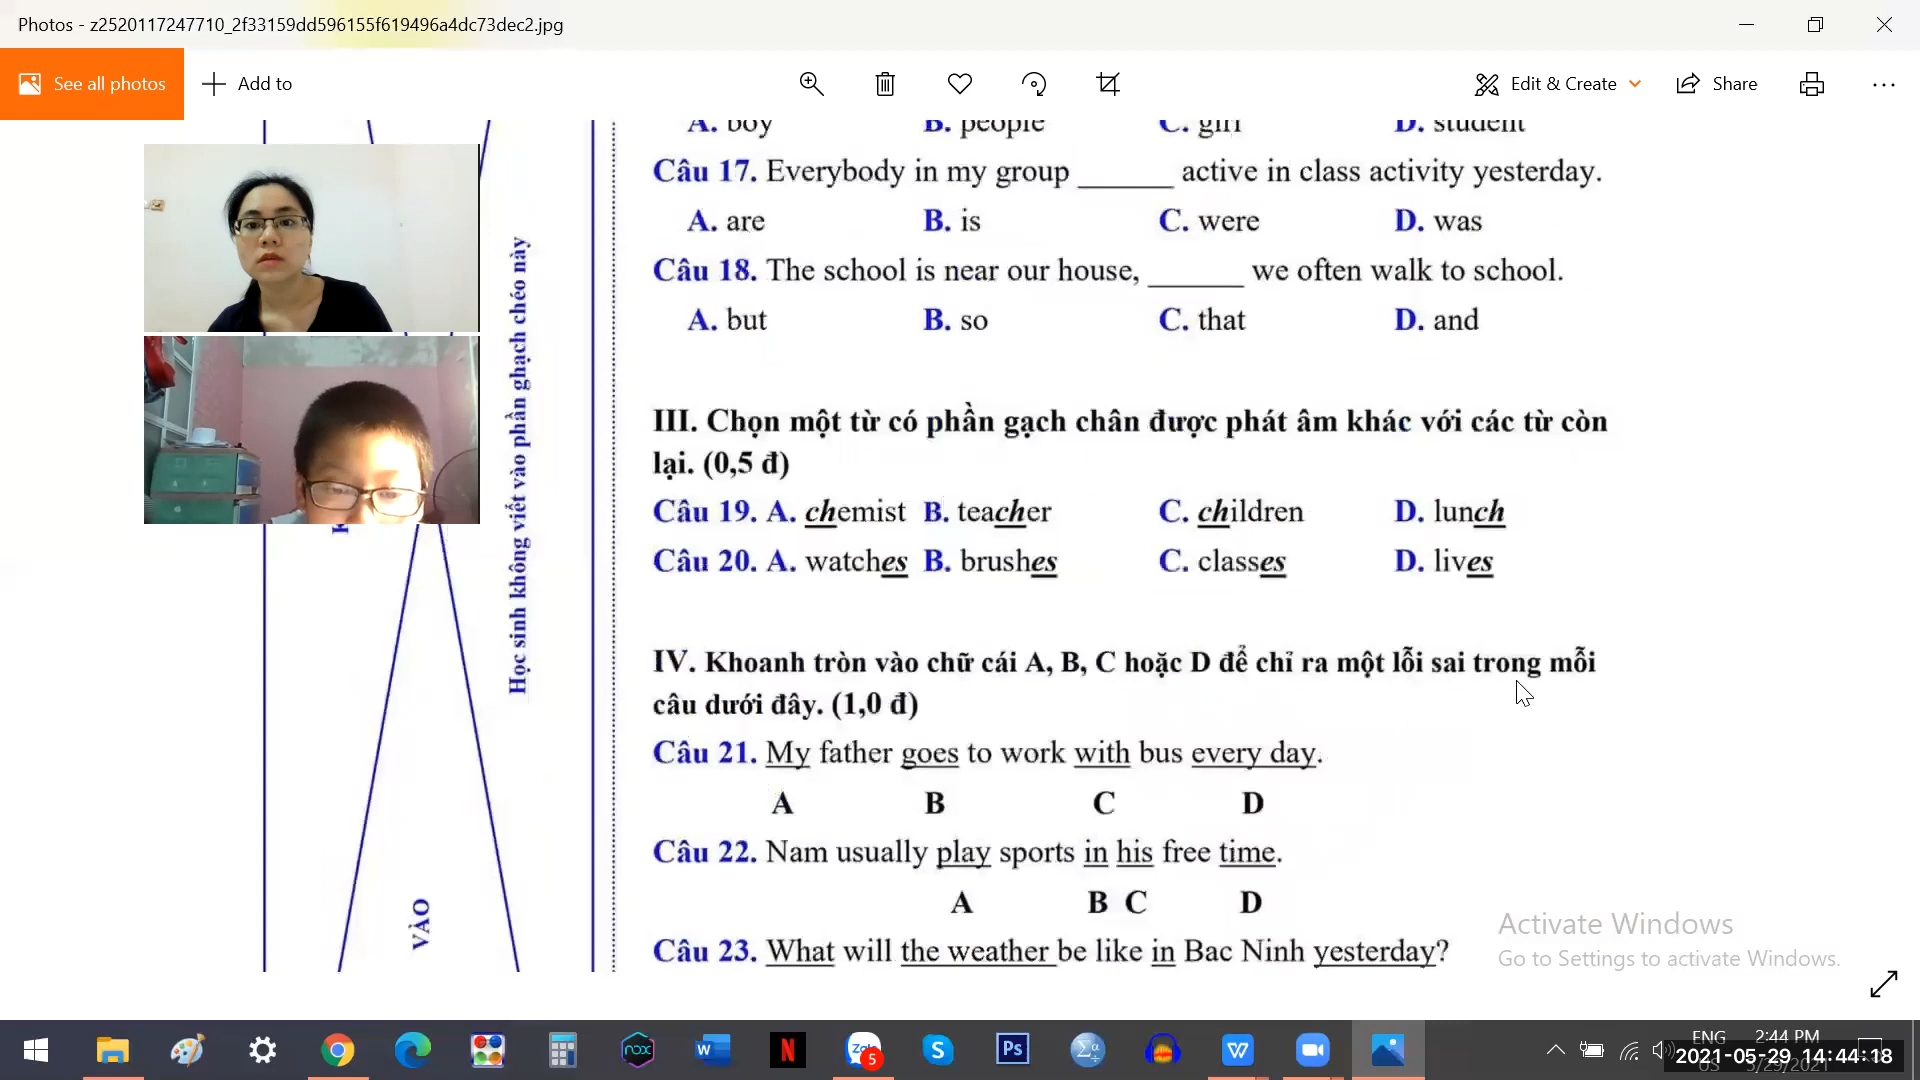 Photos - z2520117247710_2f33159dd596155f619496a4dc73dec2.jpg
See all photos
Add to
Edit & Create
Share
A. boy B. people C. girl D. student
Câu 17. Everybody in my group ______ active in class activity yesterday.
A. are B. is C. were D. was
Câu 18. The school is near our house, ______ we often walk to school.
A. but B. so C. that D. and
III. Chọn một từ có phần gạch chân được phát âm khác với các từ còn
lại. (0,5 đ)
Câu 19. A. chemist B. teacher C. children D. lunch
Câu 20. A. watches B. brushes C. classes D. lives
IV. Khoanh tròn vào chữ cái A, B, C hoặc D để chỉ ra một lỗi sai trong mỗi
câu dưới đây. (1,0 đ)
Câu 21. My father goes to work with bus every day.
A B C D
Câu 22. Nam usually play sports in his free time.
A B C D
Câu 23. What will the weather be like in Bac Ninh yesterday?
Học sinh không viết vào phần ghạch chéo này
VÀO
Activate Windows
Go to Settings to activate Windows.
nox
W
N
Zalo
5
S
Ps
Σα
W
ENG
2:44 PM
2021-05-29 14:44:18